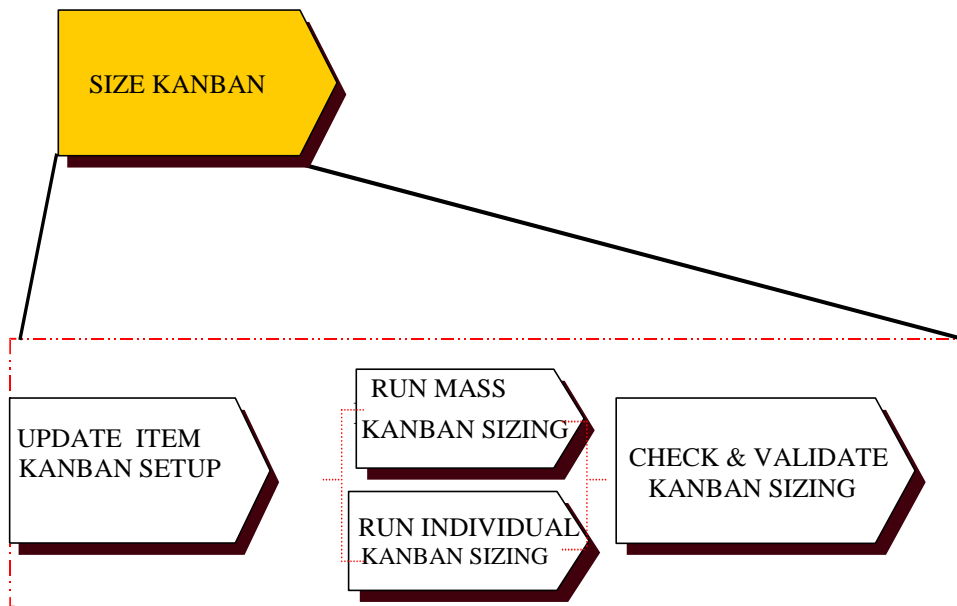 SIZE KANBAN
UPDATE ITEM
KANBAN SETUP
RUN MASS
KANBAN SIZING
RUN INDIVIDUAL
KANBAN SIZING
CHECK & VALIDATE
KANBAN SIZING